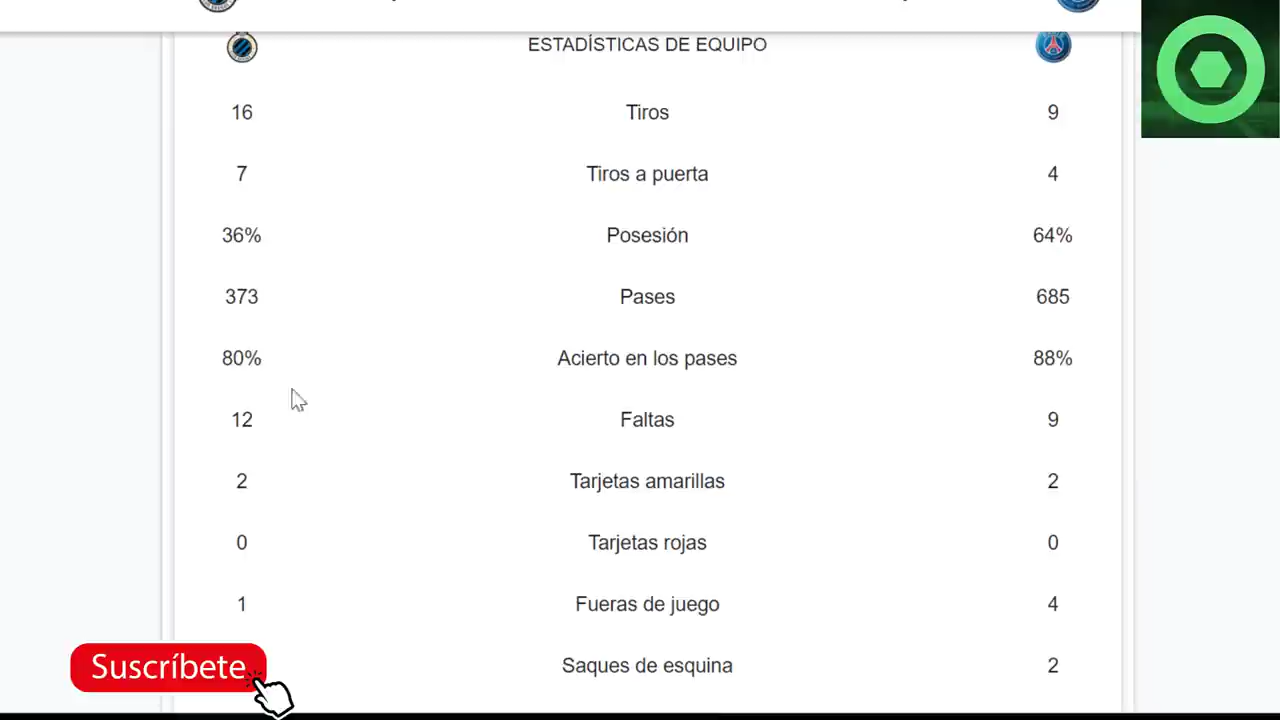 ESTADÍSTICAS DE EQUIPO
16 Tiros 9
7 Tiros a puerta 4
36% Posesión 64%
373 Pases 685
80% Acierto en los pases 88%
12 Faltas 9
2 Tarjetas amarillas 2
0 Tarjetas rojas 0
1 Fueras de juego 4
Saques de esquina 2
Suscríbete